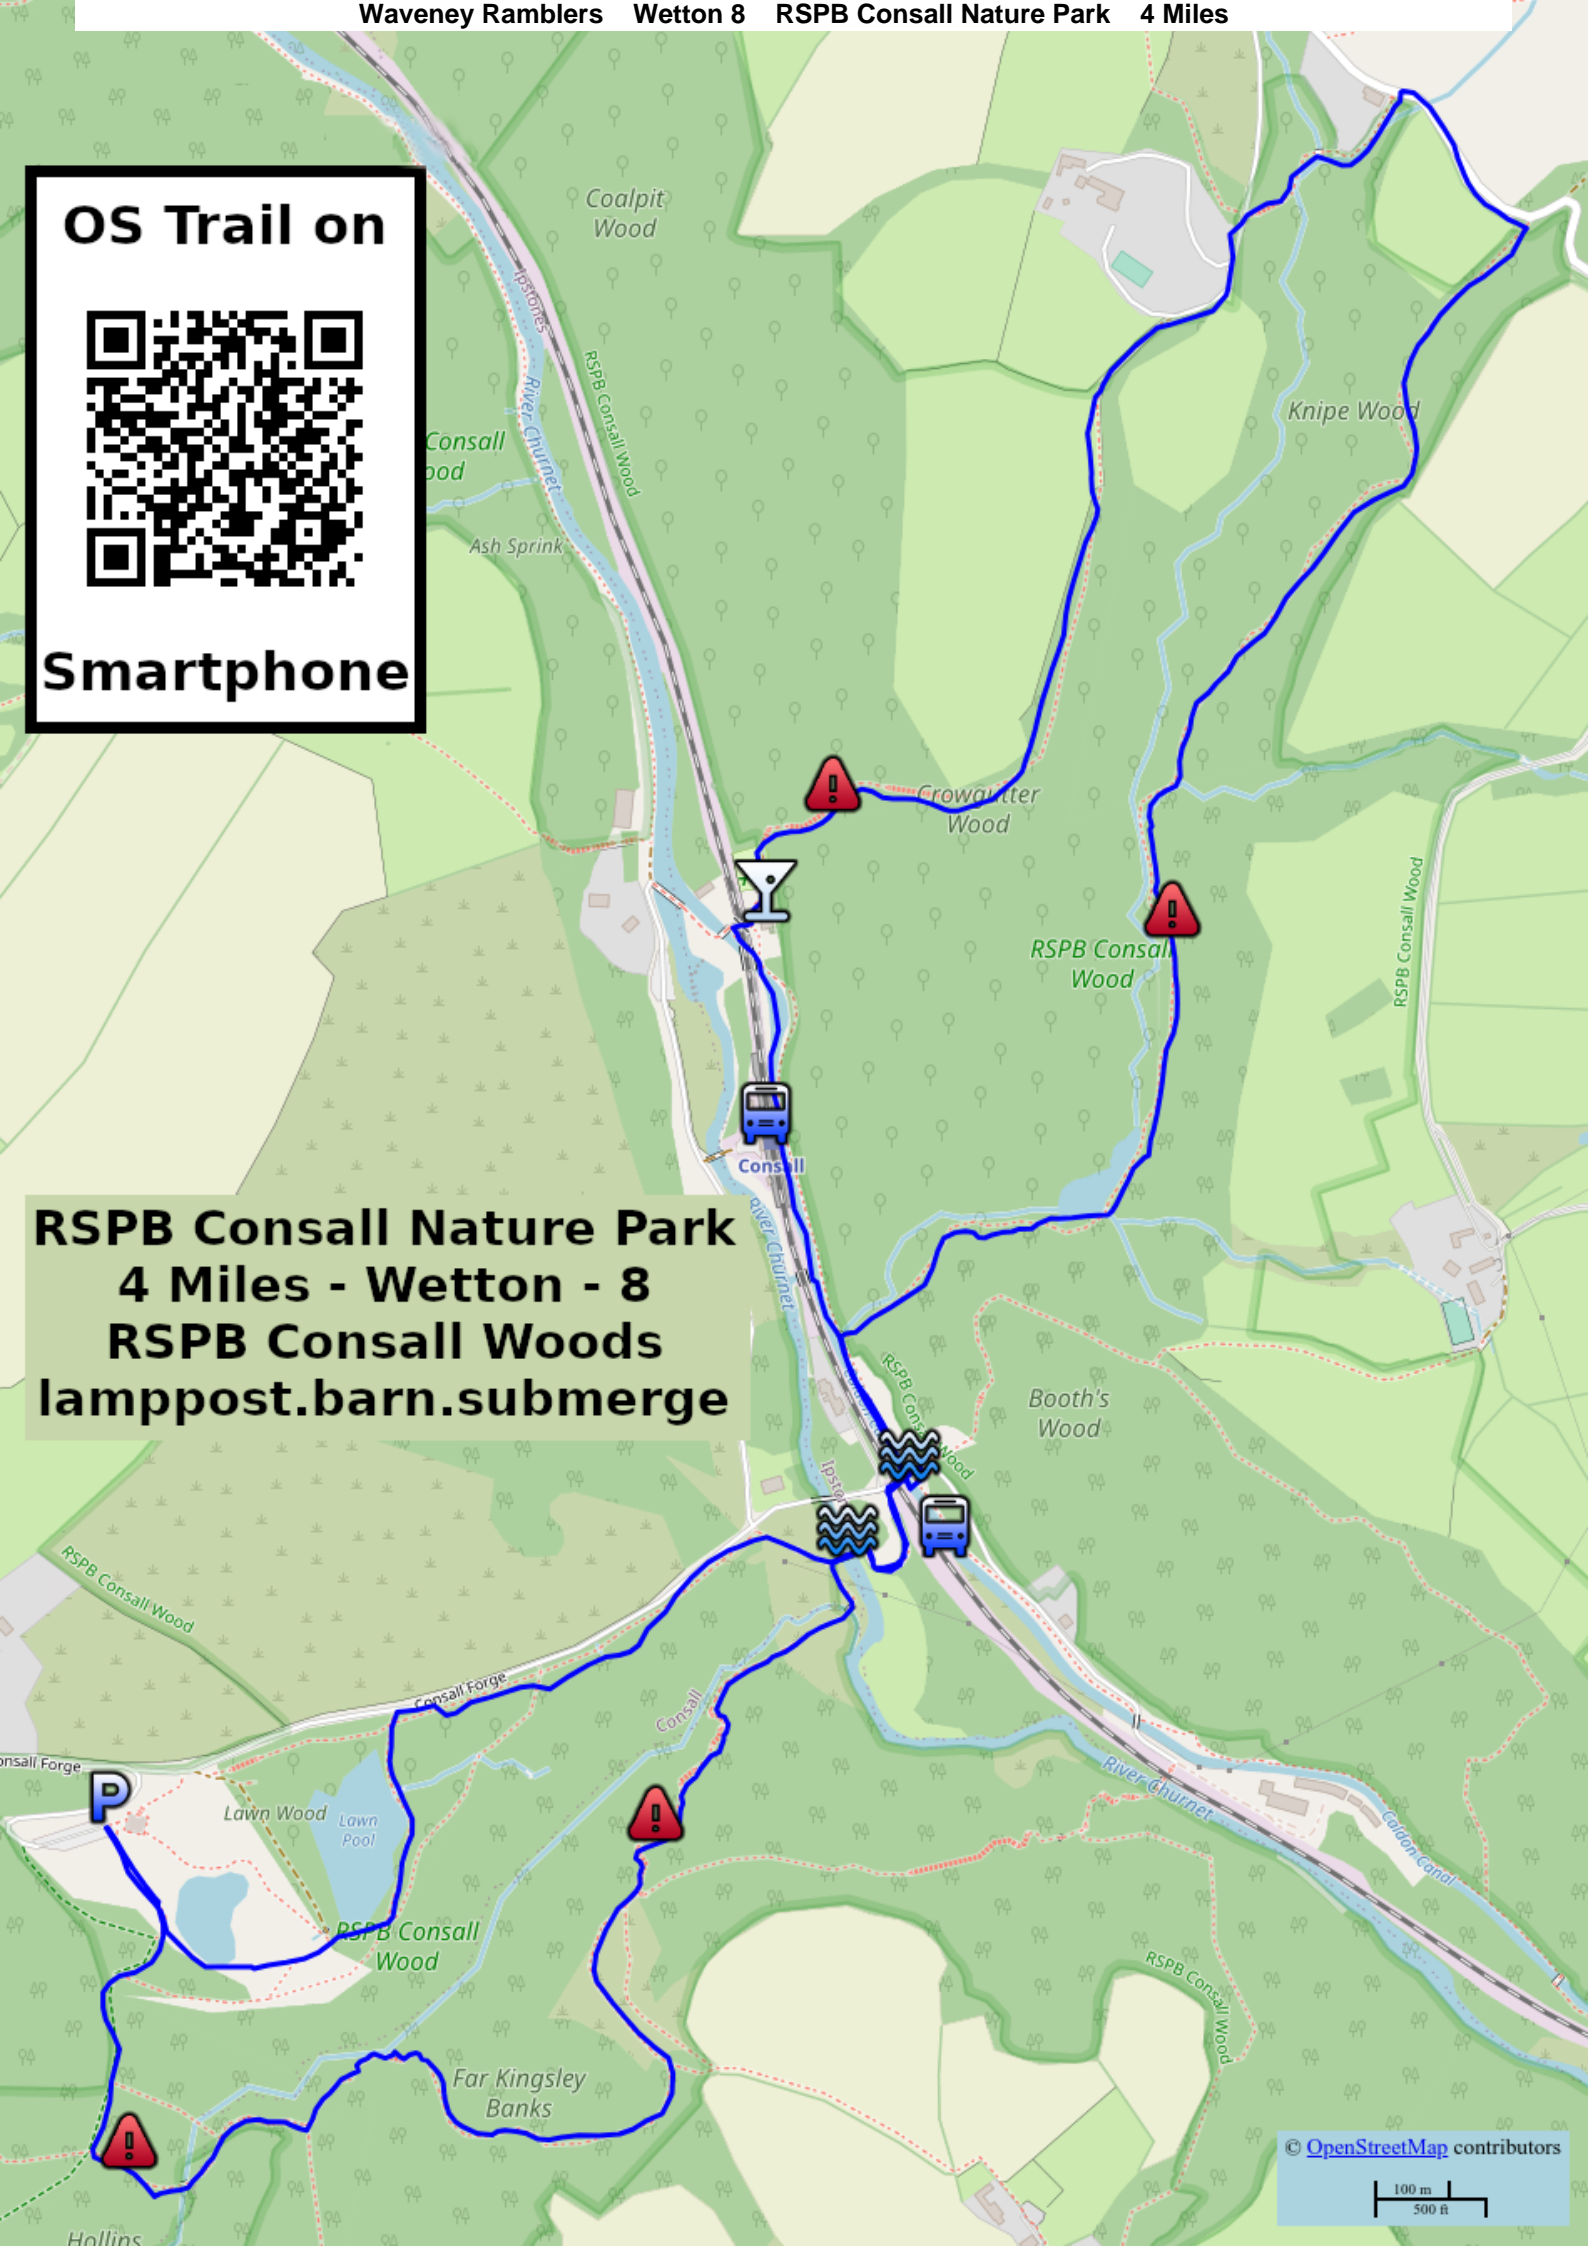 Waveney Ramblers Wetton 8 RSPB Consall Nature Park 4 Miles
OS Trail on
Smartphone
Coalpit
Wood
Ipstones
RSPB Consall Wood
River Churnet
Consall
Ash Sprink
Knipe Wood
Crowgutter
Wood
RSPB Consall
Wood
RSPB Consall Wood
Consall
River Churnet
RSPB Consall Nature Park
4 Miles - Wetton - 8
RSPB Consall Woods
lamppost.barn.submerge
RSPB Consall Wood
Booth's
Wood
RSPB Consall Wood
Consall Forge
Consall
onsall Forge
P
Lawn Wood
Lawn
Pool
River Churnet
Caldon Canal
RSPB Consall
Wood
RSPB Consall Wood
Far Kingsley
Banks
Hollins
© OpenStreetMap contributors
100 m
500 ft